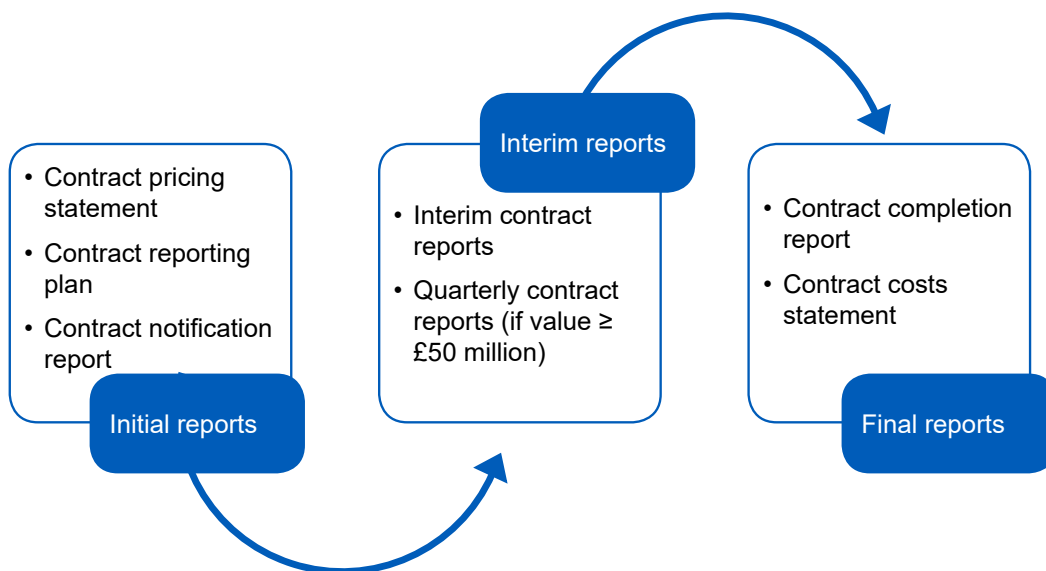 • Contract pricing
statement
• Contract reporting
plan
• Contract notification
report
Initial reports
Interim reports
• Interim contract
reports
• Quarterly contract
reports (if value ≥
£50 million)
• Contract completion
report
• Contract costs
statement
Final reports